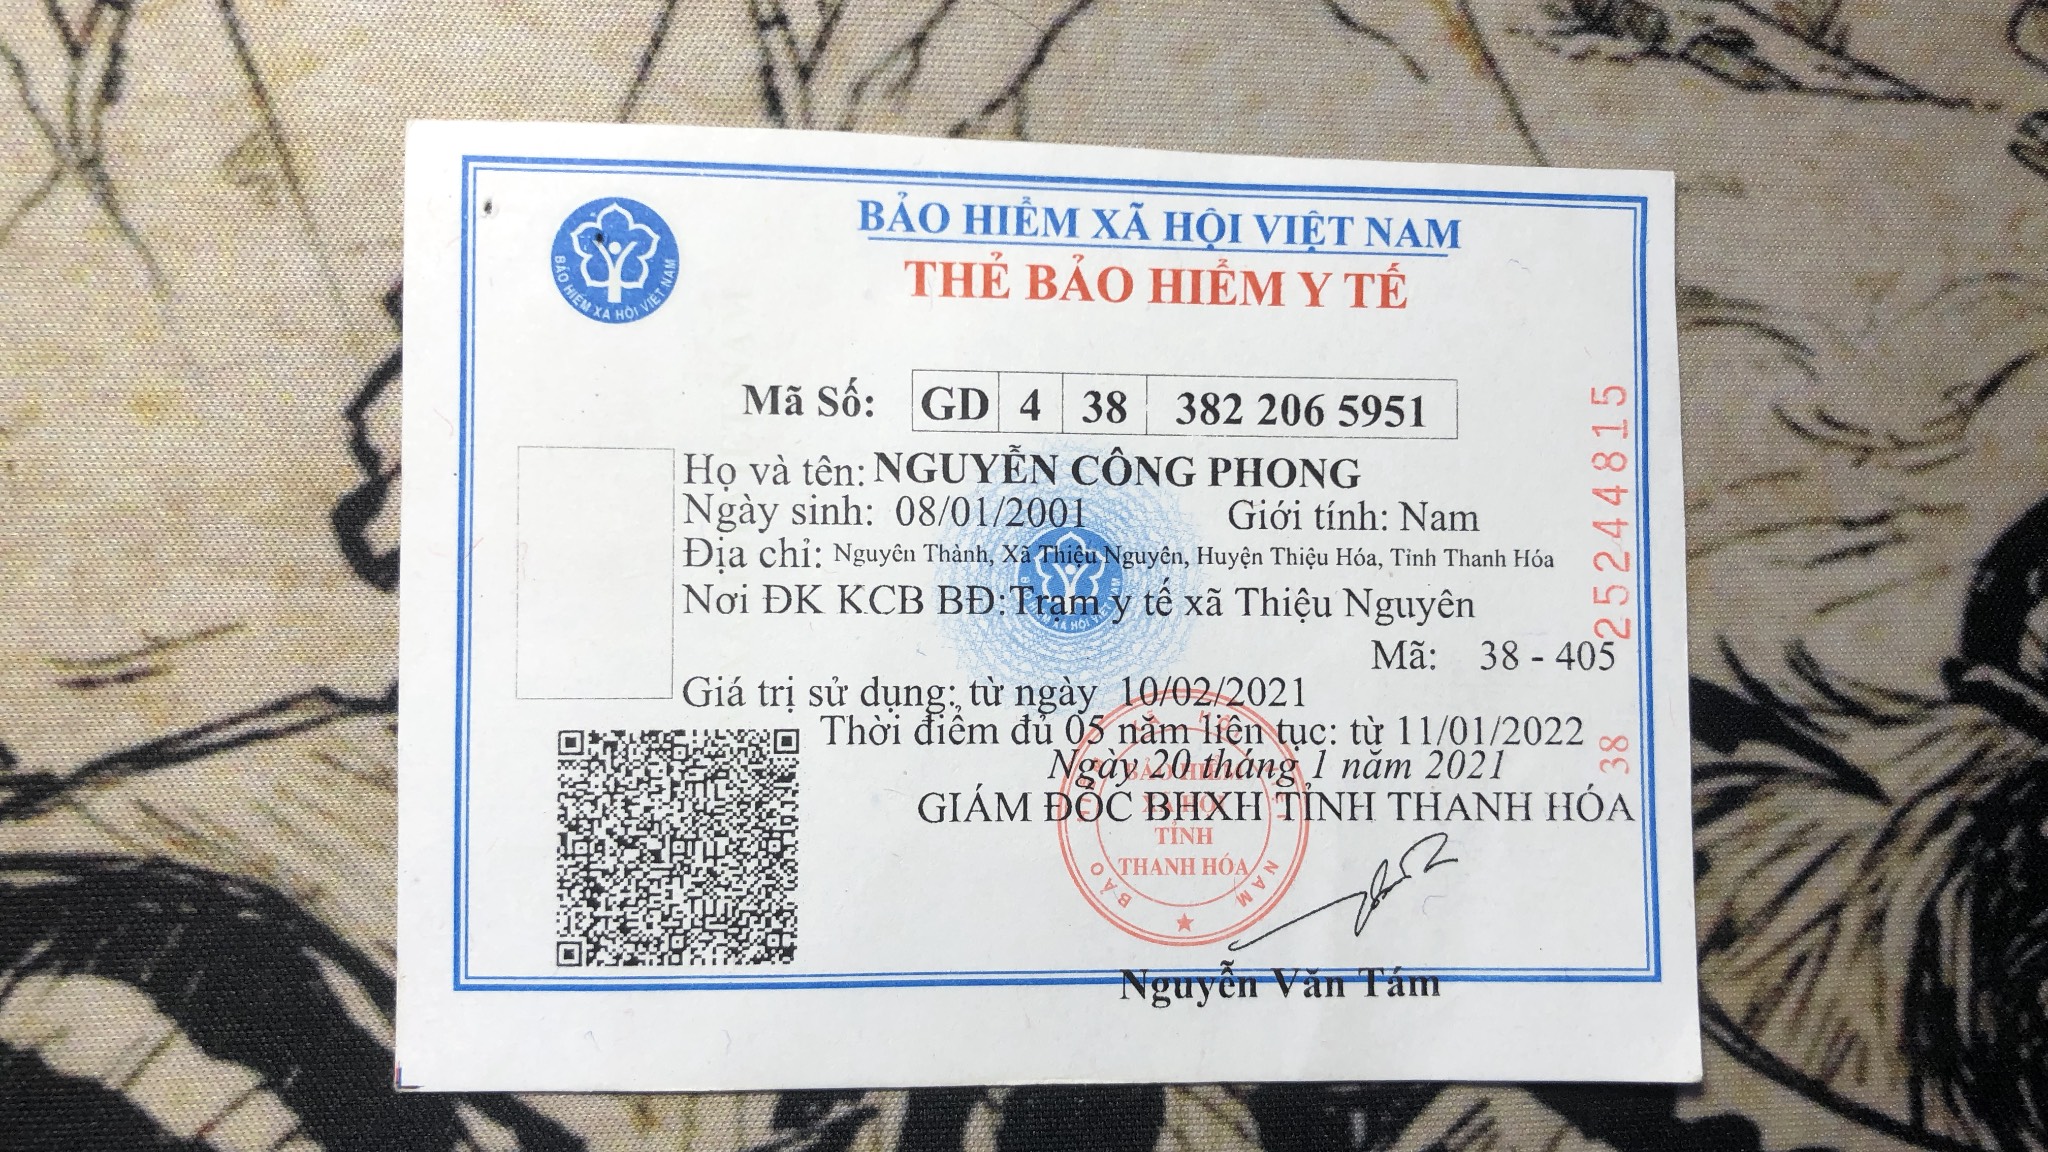 BẢO HIỂM XÃ HỘI VIỆT NAM
BẢO HIỂM XÃ HỘI VIỆT NAM
THẺ BẢO HIỂM Y TẾ
Mã Số: GD 4 38 382 206 5951
Họ và tên: NGUYỄN CÔNG PHONG
Ngày sinh: 08/01/2001 Giới tính: Nam
Địa chỉ: Nguyên Thành, Xã Thiệu Nguyên, Huyện Thiệu Hóa, Tỉnh Thanh Hóa
Nơi ĐK KCB BĐ: Trạm y tế xã Thiệu Nguyên
Mã: 38 - 405
Giá trị sử dụng: từ ngày 10/02/2021
Thời điểm đủ 05 năm liên tục: từ 11/01/2022
Ngày 20 tháng 1 năm 2021
GIÁM ĐỐC BHXH TỈNH THANH HÓA
BẢO HIỂM
XÃ HỘI
TỈNH
THANH HÓA
Nguyễn Văn Tám
38 25244815